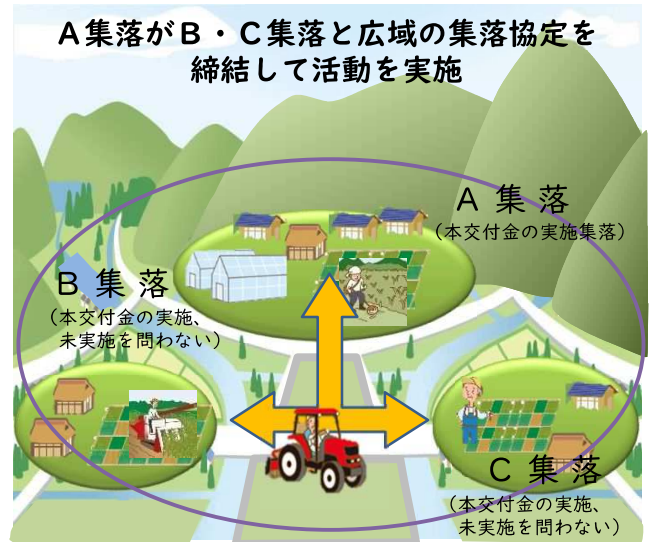 Ａ集落がＢ・Ｃ集落と広域の集落協定を
締結して活動を実施
Ａ 集 落
（本交付金の実施集落）
Ｂ 集 落
（本交付金の実施、
未実施を問わない）
Ｃ 集 落
（本交付金の実施、
未実施を問わない）